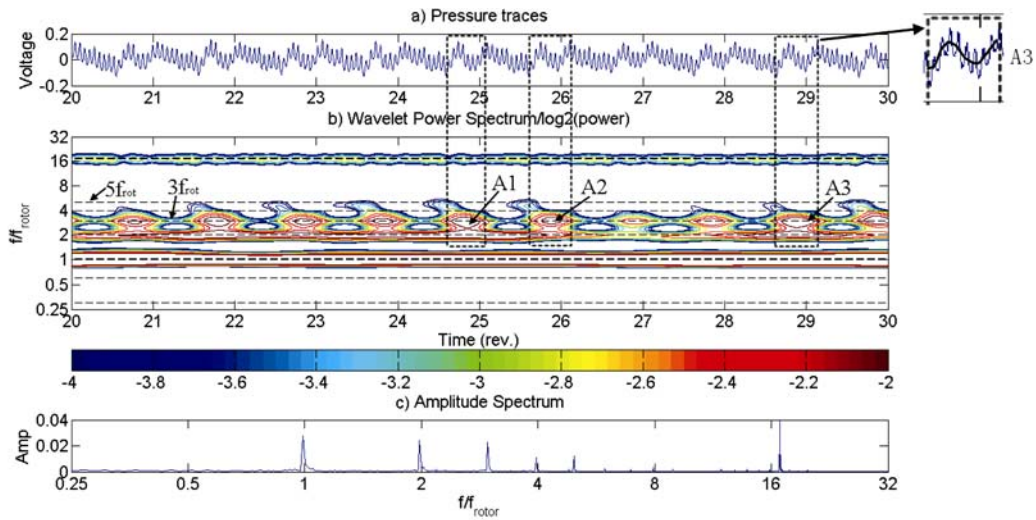 a) Pressure traces
Voltage
0.2
0
-0.2
20 21 22 23 24 25 26 27 28 29 30
A3
b) Wavelet Power Spectrum/log2(power)
f/frotor
32
16
8
4
2
1
0.5
0.25
5frot
3frot
A1
A2
A3
20 21 22 23 24 25 26 27 28 29 30
Time (rev.)
-4 -3.8 -3.6 -3.4 -3.2 -3 -2.8 -2.6 -2.4 -2.2 -2
c) Amplitude Spectrum
Amp
0.04
0.02
0
0.25 0.5 1 2 4 8 16 32
f/frotor